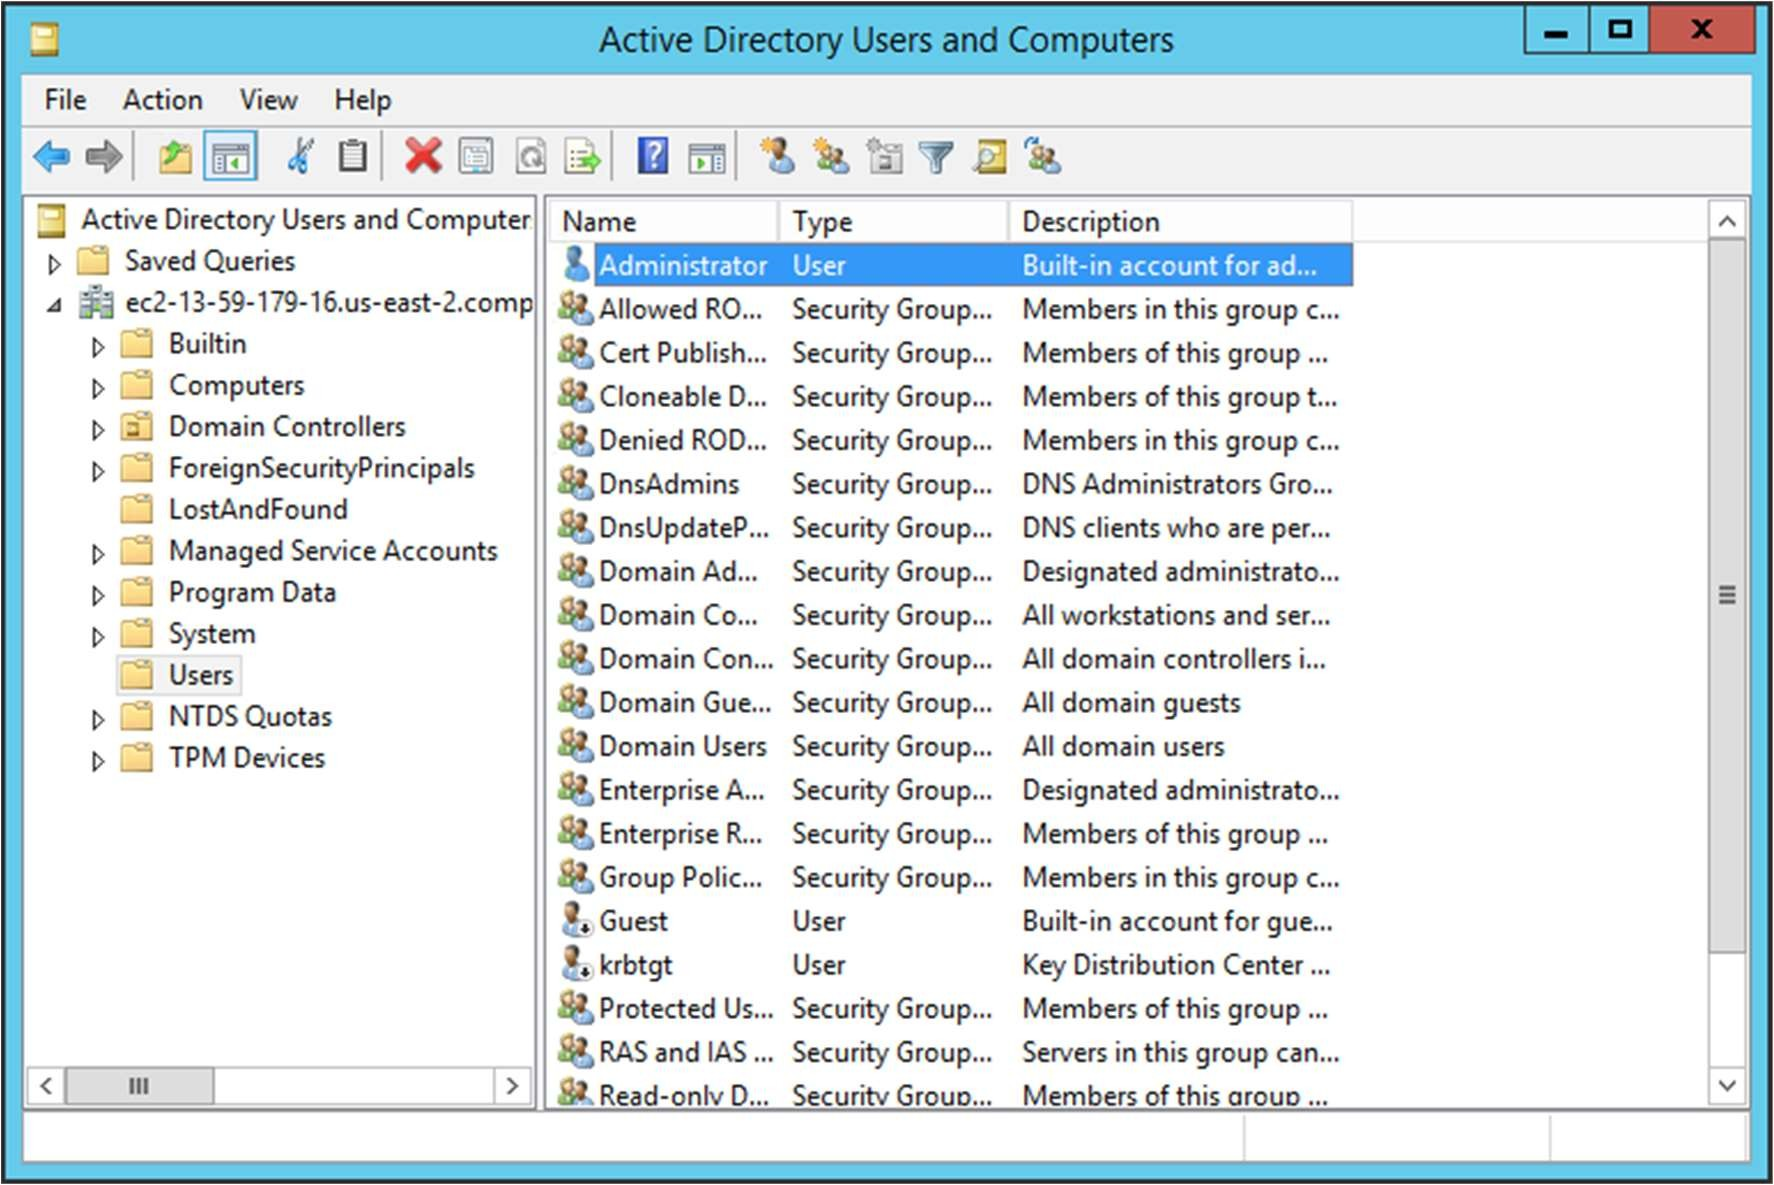 Active Directory Users and Computers
File Action View Help
Active Directory Users and Computer
Saved Queries
ec2-13-59-179-16.us-east-2.comp
Builtin
Computers
Domain Controllers
ForeignSecurityPrincipals
LostAndFound
Managed Service Accounts
Program Data
System
Users
NTDS Quotas
TPM Devices
Name Type Description
Administrator User Built-in account for ad...
Allowed RO... Security Group... Members in this group c...
Cert Publish... Security Group... Members of this group ...
Cloneable D... Security Group... Members of this group t...
Denied ROD... Security Group... Members in this group c...
DnsAdmins Security Group... DNS Administrators Gro...
DnsUpdateP... Security Group... DNS clients who are per...
Domain Ad... Security Group... Designated administrato...
Domain Co... Security Group... All workstations and ser...
Domain Con... Security Group... All domain controllers i...
Domain Gue... Security Group... All domain guests
Domain Users Security Group... All domain users
Enterprise A... Security Group... Designated administrato...
Enterprise R... Security Group... Members of this group ...
Group Polic... Security Group... Members in this group c...
Guest User Built-in account for gue...
krbtgt User Key Distribution Center ...
Protected Us... Security Group... Members of this group ...
RAS and IAS ... Security Group... Servers in this group can...
Read-only D... Security Group... Members of this group ...